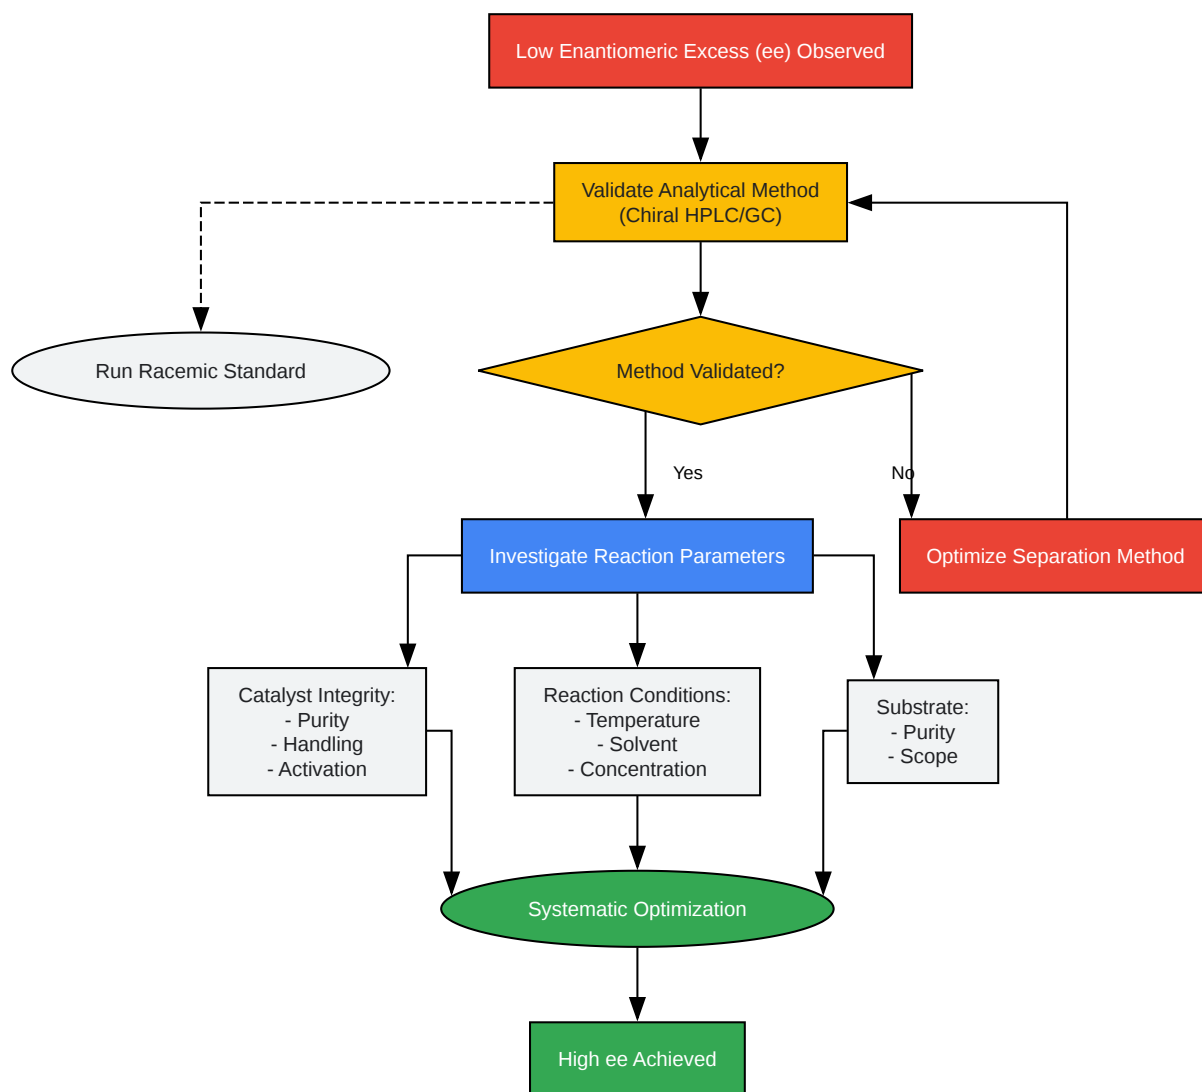 Low Enantiomeric Excess (ee) Observed
Validate Analytical Method
(Chiral HPLC/GC)
Run Racemic Standard
Method Validated?
Yes
No
Investigate Reaction Parameters
Optimize Separation Method
Catalyst Integrity:
- Purity
- Handling
- Activation
Reaction Conditions:
- Temperature
- Solvent
- Concentration
Substrate:
- Purity
- Scope
Systematic Optimization
High ee Achieved